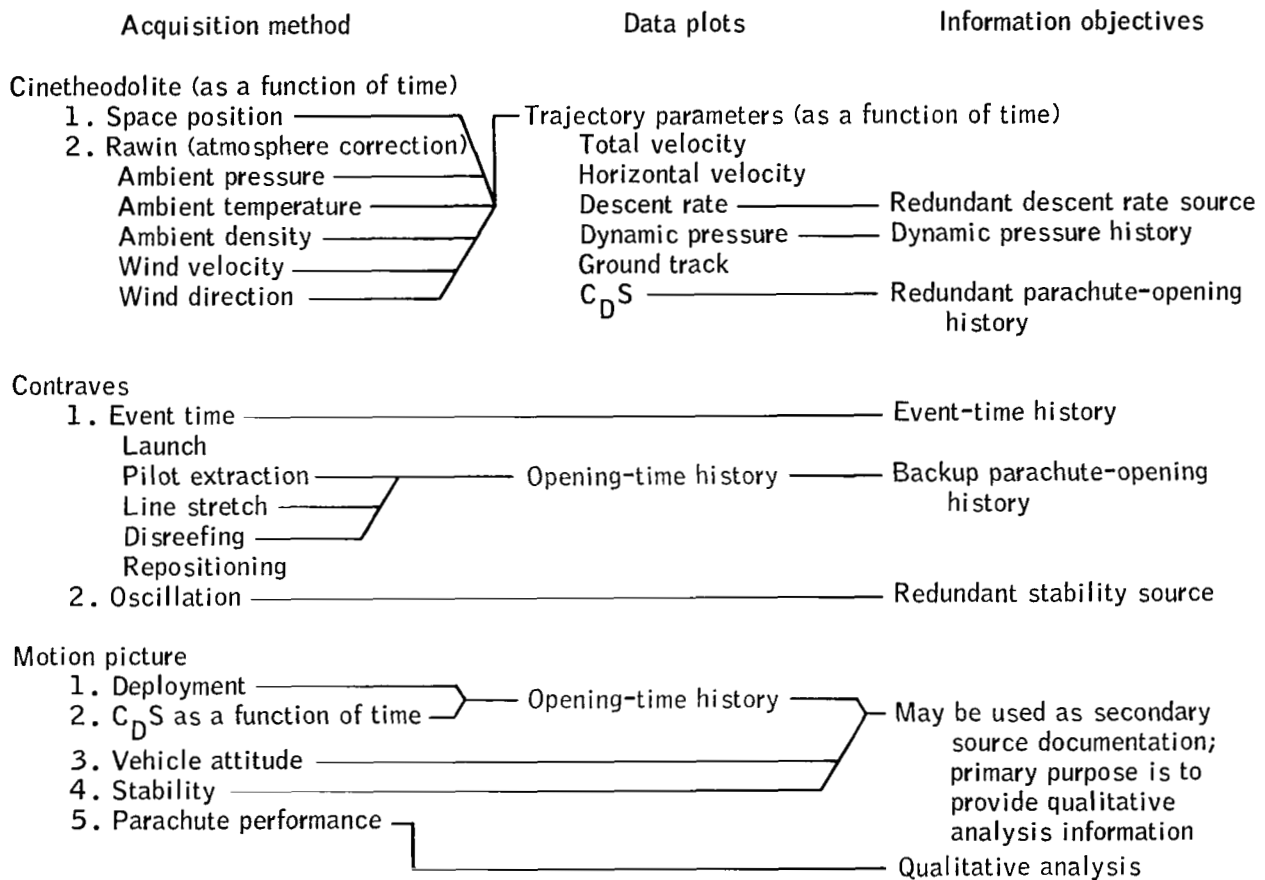 Acquisition method Data plots Information objectives
Cinetheodolite (as a function of time)
1. Space position Trajectory parameters (as a function of time)
2. Rawin (atmosphere correction) Total velocity
Ambient pressure Horizontal velocity
Ambient temperature Descent rate Redundant descent rate source
Ambient density Dynamic pressure Dynamic pressure history
Wind velocity Ground track
Wind direction CDS Redundant parachute-opening
history
Contraves
1. Event time Event-time history
Launch
Pilot extraction Opening-time history Backup parachute-opening
Line stretch history
Disreefing
Repositioning
2. Oscillation Redundant stability source
Motion picture
1. Deployment Opening-time history
2. CDS as a function of time May be used as secondary
source documentation;
3. Vehicle attitude primary purpose is to
4. Stability provide qualitative
5. Parachute performance analysis information
Qualitative analysis